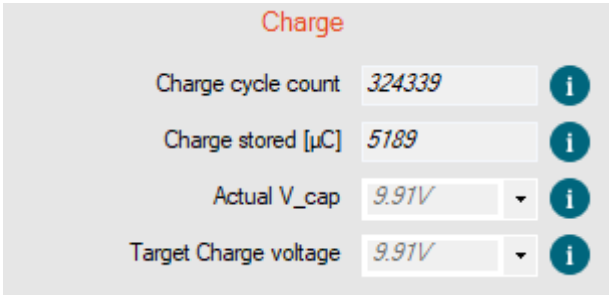 Charge
Charge cycle count 324339 i
Charge stored [µC] 5189 i
Actual V_cap 9.91V i
Target Charge voltage 9.91V i